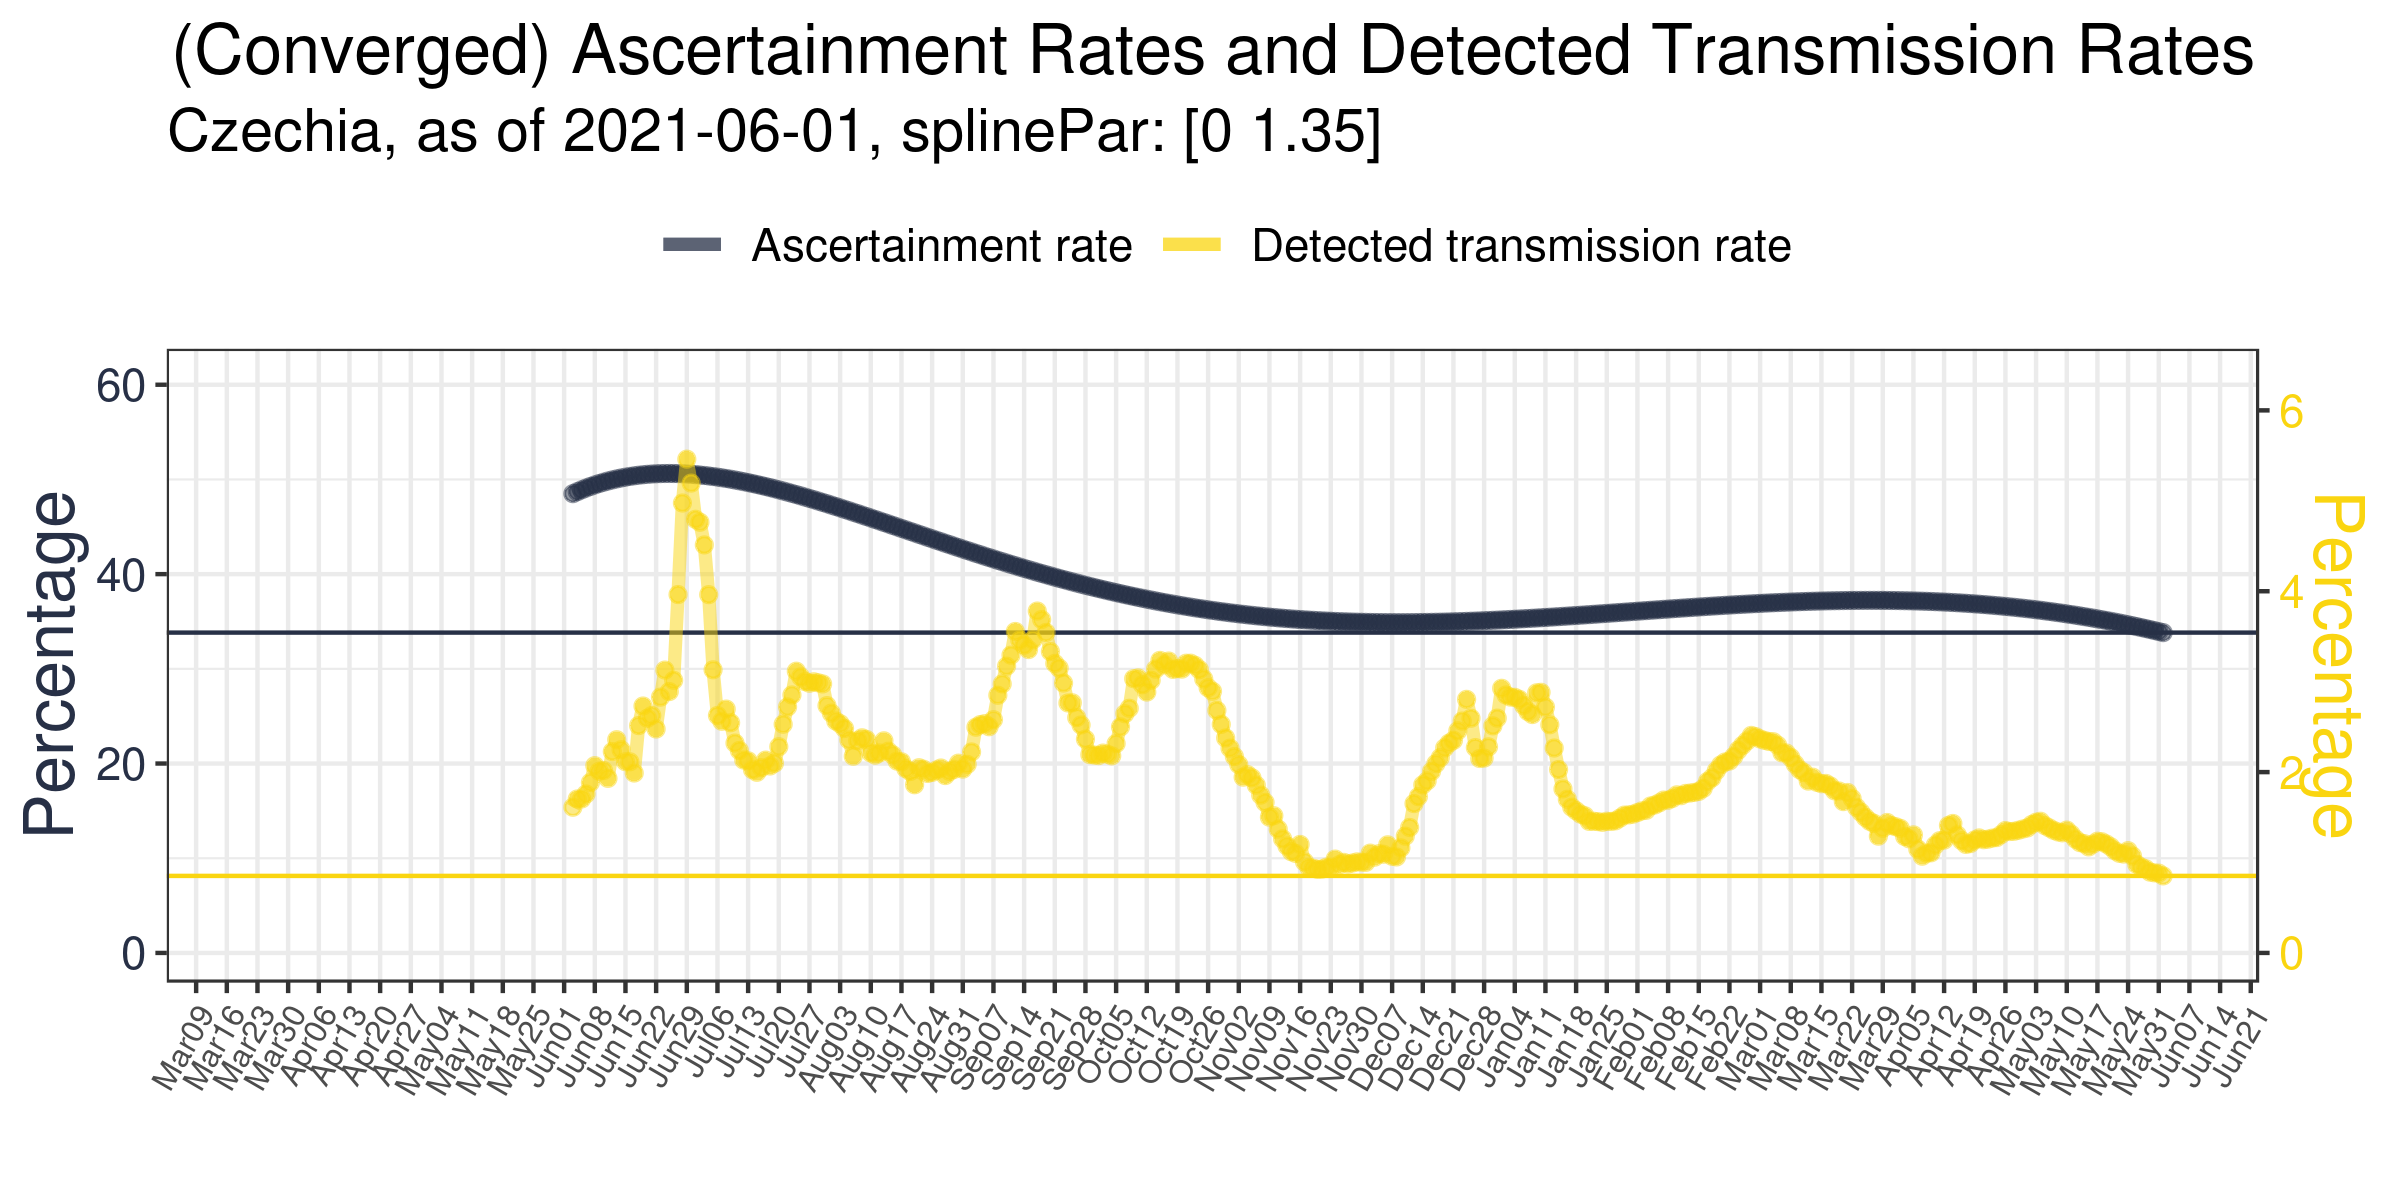 (Converged) Ascertainment Rates and Detected Transmission Rates
Czechia, as of 2021-06-01, splinePar: [0 1.35]
Ascertainment rate
Detected transmission rate
Percentage
60
40
20
0
6
4
2
0
Percentage
Mar09
Mar16
Mar23
Mar30
Apr06
Apr13
Apr20
Apr27
May04
May11
May18
May25
Jun01
Jun08
Jun15
Jun22
Jun29
Jul06
Jul13
Jul20
Jul27
Aug03
Aug10
Aug17
Aug24
Aug31
Sep07
Sep14
Sep21
Sep28
Oct05
Oct12
Oct19
Oct26
Nov02
Nov09
Nov16
Nov23
Nov30
Dec07
Dec14
Dec21
Dec28
Jan04
Jan11
Jan18
Jan25
Feb01
Feb08
Feb15
Feb22
Mar01
Mar08
Mar15
Mar22
Mar29
Apr05
Apr12
Apr19
Apr26
May03
May10
May17
May24
May31
Jun07
Jun14
Jun21